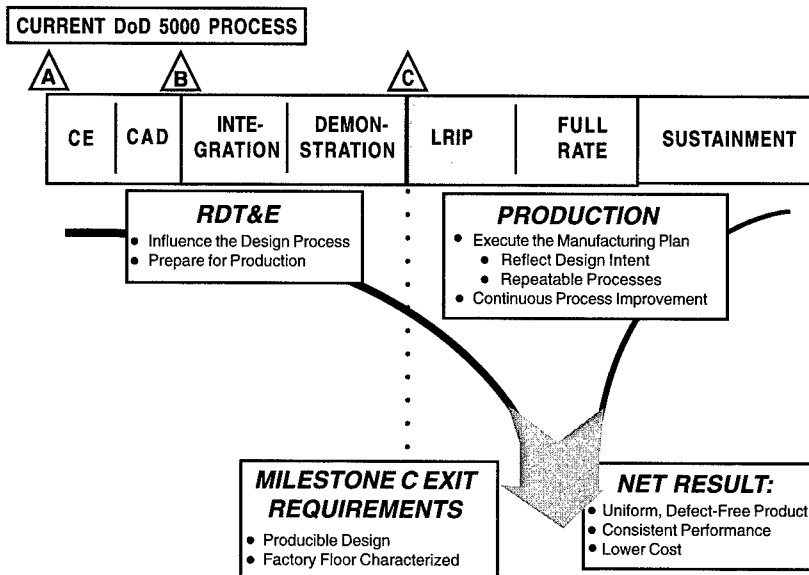 CURRENT DoD 5000 PROCESS
A B C
CE CAD INTE-GRATION DEMON-STRATION LRIP FULL RATE SUSTAINMENT
RDT&E
• Influence the Design Process
• Prepare for Production
PRODUCTION
• Execute the Manufacturing Plan
• Reflect Design Intent
• Repeatable Processes
• Continuous Process Improvement
MILESTONE C EXIT
REQUIREMENTS
• Producible Design
• Factory Floor Characterized
NET RESULT:
• Uniform, Defect-Free Product
• Consistent Performance
• Lower Cost